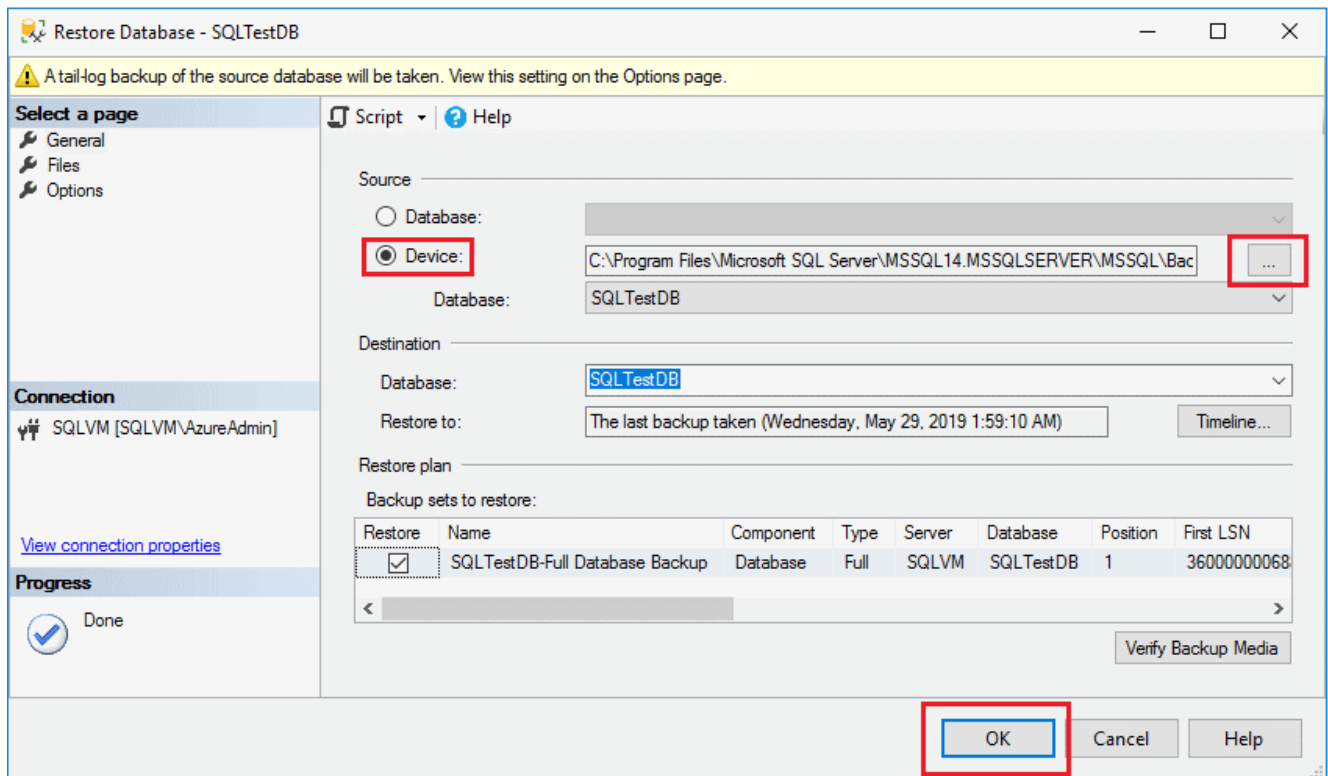 Restore Database - SQLTestDB
A tail-log backup of the source database will be taken. View this setting on the Options page.
Select a page
General
Files
Options
Connection
SQLVM [SQLVM\AzureAdmin]
View connection properties
Progress
Done
Script Help
Source
Database:
Device: C:\Program Files\Microsoft SQL Server\MSSQL14.MSSQLSERVER\MSSQL\Bac ...
Database: SQLTestDB
Destination
Database: SQLTestDB
Restore to: The last backup taken (Wednesday, May 29, 2019 1:59:10 AM) Timeline...
Restore plan
Backup sets to restore:
Restore Name Component Type Server Database Position First LSN
SQLTestDB-Full Database Backup Database Full SQLVM SQLTestDB 1 36000000068
Verify Backup Media
OK Cancel Help